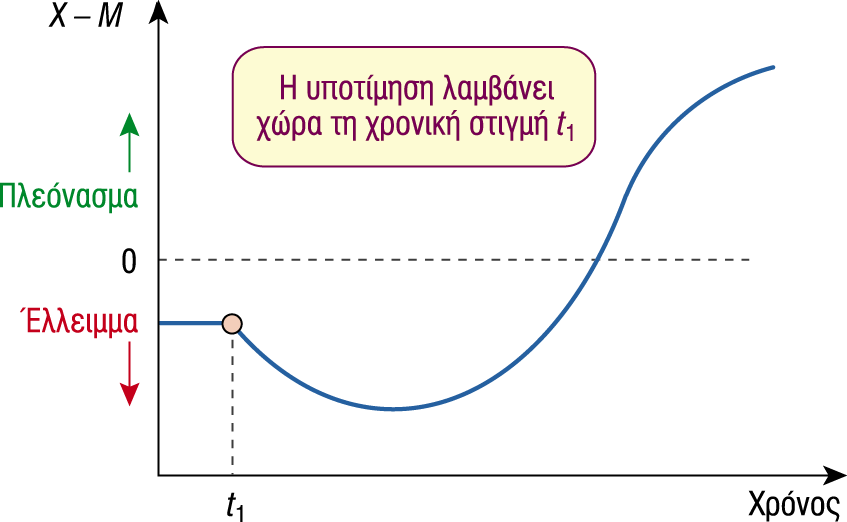 X – M
Η υποτίμηση λαμβάνει
χώρα τη χρονική στιγμή t1
Πλεόνασμα
0
Έλλειμμα
t1
Χρόνος